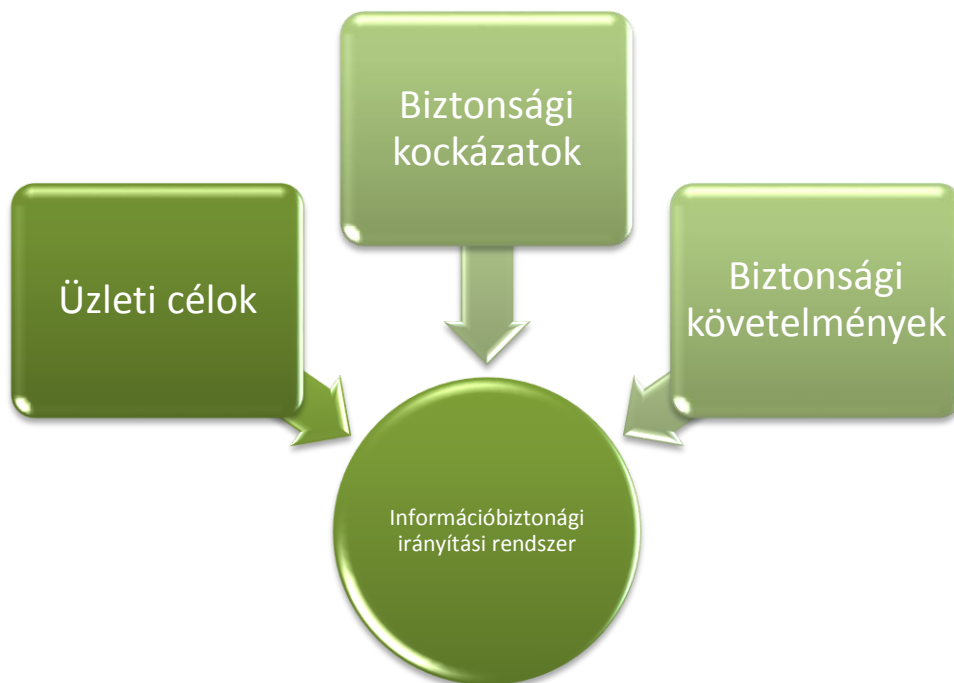 Biztonsági
kockázatok
Üzleti célok
Biztonsági
követelmények
Információbiztonági
irányítási rendszer